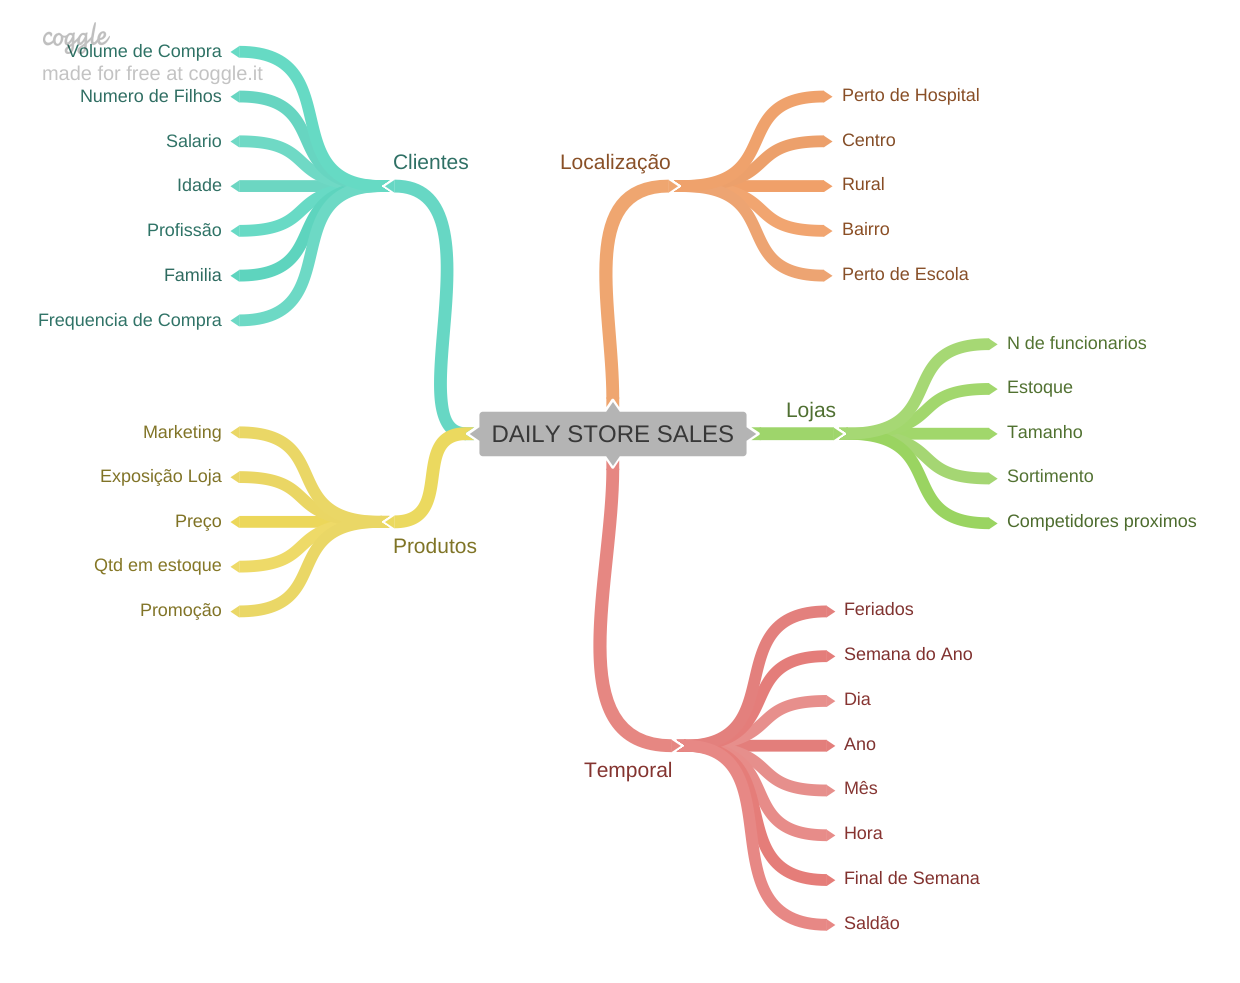 coggle
made for free at coggle.it
Volume de Compra
Numero de Filhos
Salario
Idade
Profissão
Familia
Frequencia de Compra
Clientes
Marketing
Exposição Loja
Preço
Qtd em estoque
Promoção
Produtos
DAILY STORE SALES
Localização
Perto de Hospital
Centro
Rural
Bairro
Perto de Escola
Lojas
N de funcionarios
Estoque
Tamanho
Sortimento
Competidores proximos
Temporal
Feriados
Semana do Ano
Dia
Ano
Mês
Hora
Final de Semana
Saldão